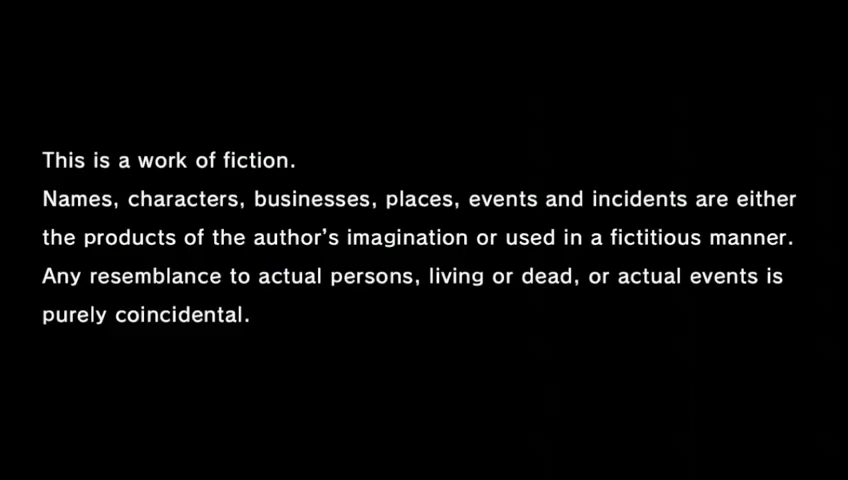 This is a work of fiction.
Names, characters, businesses, places, events and incidents are either
the products of the author’s imagination or used in a fictitious manner.
Any resemblance to actual persons, living or dead, or actual events is
purely coincidental.